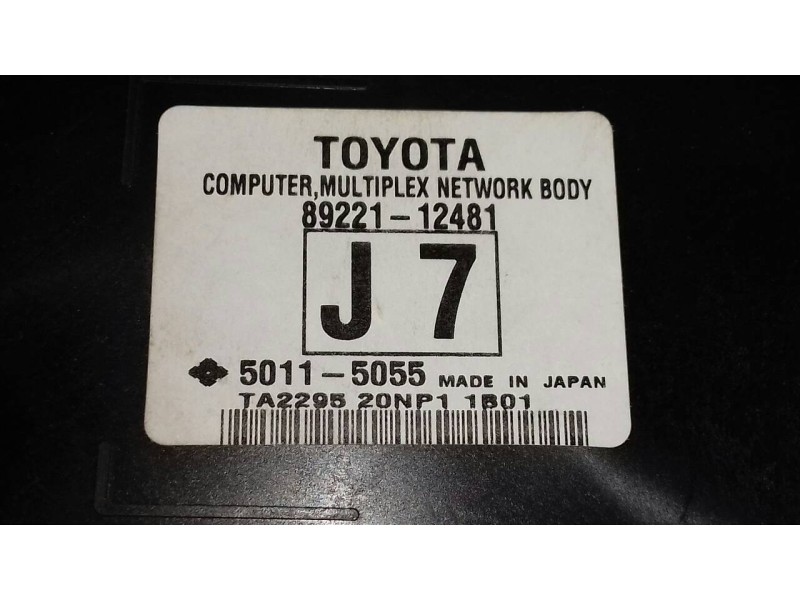 TOYOTA
COMPUTER,MULTIPLEX NETWORK BODY
89221-12481
J 7
5011-5055 MADE IN JAPAN
TA2295 20NP1 1B01